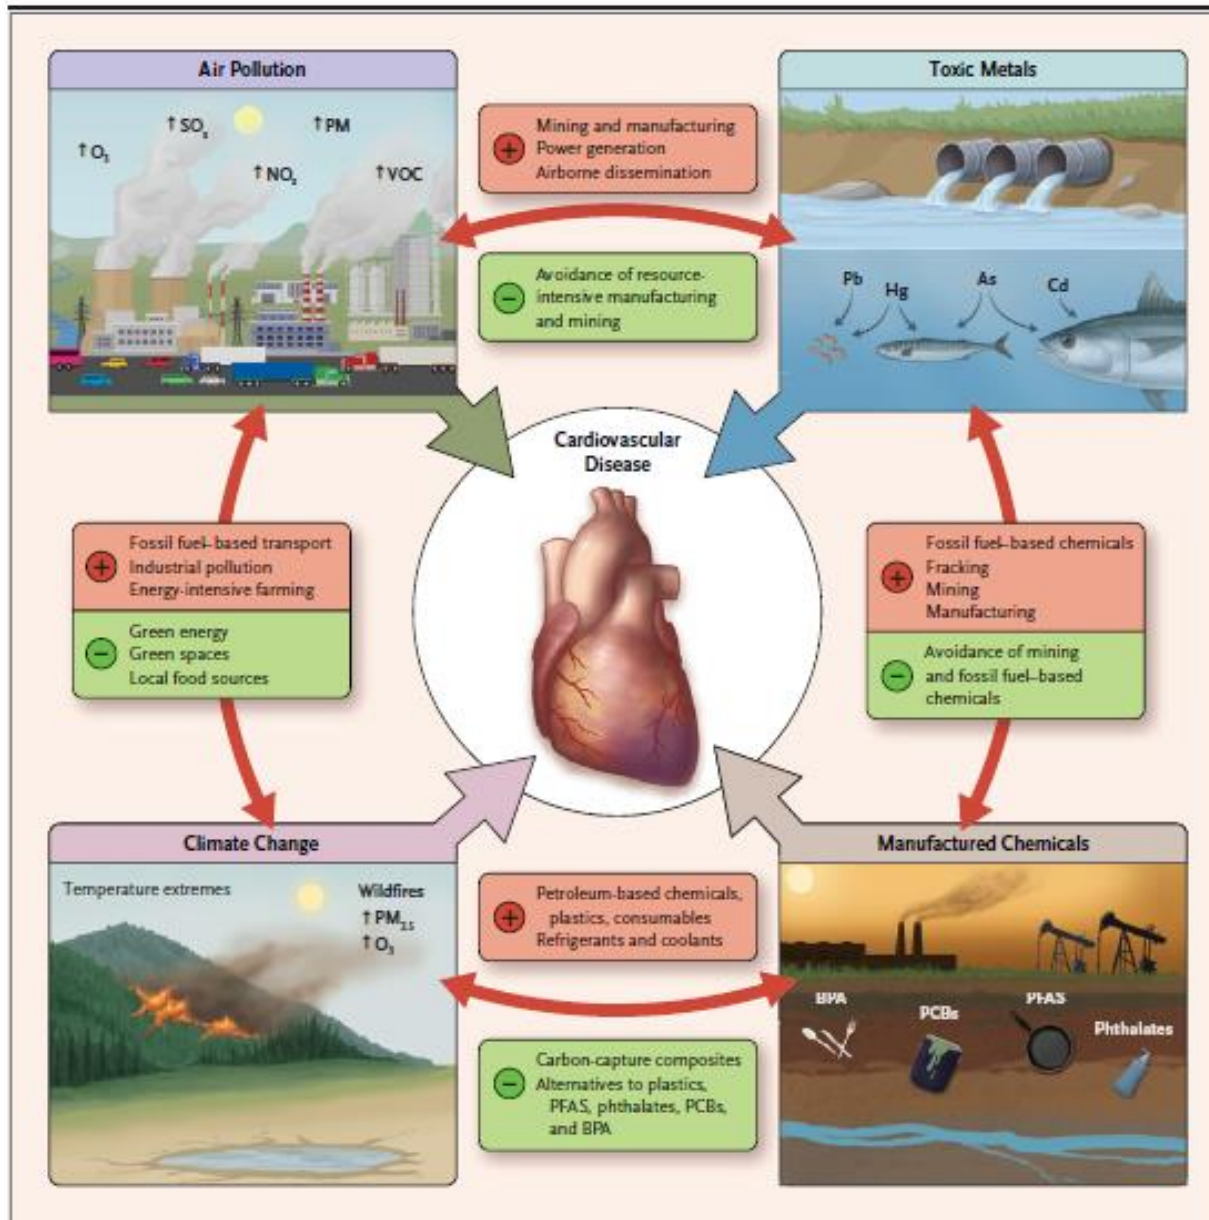 Air Pollution
↑O₃
↑SO₂
↑NO₂
↑PM
↑VOC
Mining and manufacturing
Power generation
Airborne dissemination
Avoidance of resource-
intensive manufacturing
and mining
Toxic Metals
Pb
Hg
As
Cd
Cardiovascular
Disease
Fossil fuel–based transport
Industrial pollution
Energy-intensive farming
Green energy
Green spaces
Local food sources
Fossil fuel–based chemicals
Fracking
Mining
Manufacturing
Avoidance of mining
and fossil fuel–based
chemicals
Climate Change
Temperature extremes
Wildfires
↑PM₂.₅
↑O₃
Petroleum-based chemicals,
plastics, consumables
Refrigerants and coolants
Carbon-capture composites
Alternatives to plastics,
PFAS, phthalates, PCBs,
and BPA
Manufactured Chemicals
BPA
PCBs
PFAS
Phthalates